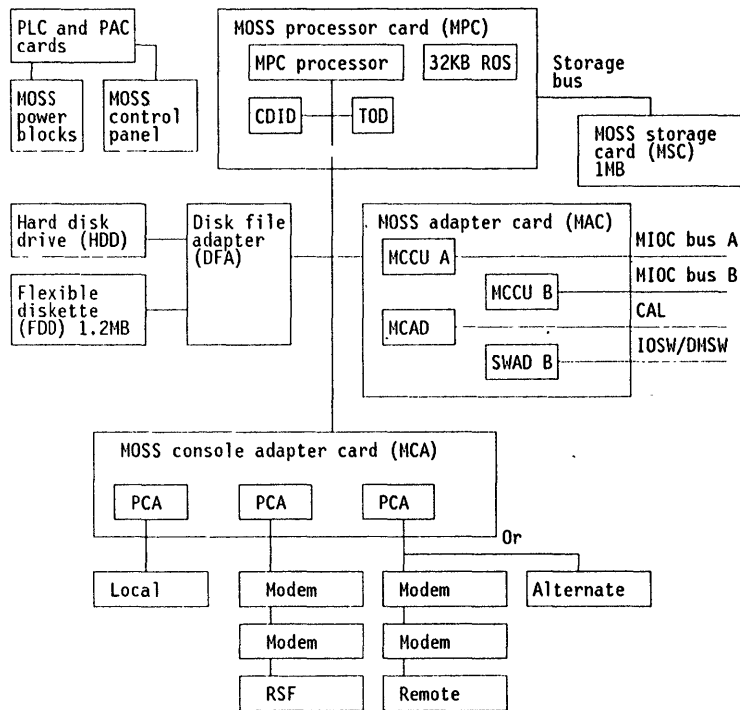 PLC and PAC
cards
MOSS
power
blocks
MOSS
control
panel
MOSS processor card (MPC)
MPC processor
32KB ROS
CDID
TOD
Storage
bus
MOSS storage
card (MSC)
1MB
Hard disk
drive (HDD)
Flexible
diskette
(FDD) 1.2MB
Disk file
adapter
(DFA)
MOSS adapter card (MAC)
MCCU A
MCCU B
MCAD
SWAD B
MIOC bus A
MIOC bus B
CAL
IOSW/DMSW
MOSS console adapter card (MCA)
PCA
PCA
PCA
Or
Local
Modem
Modem
Alternate
Modem
Modem
RSF
Remote